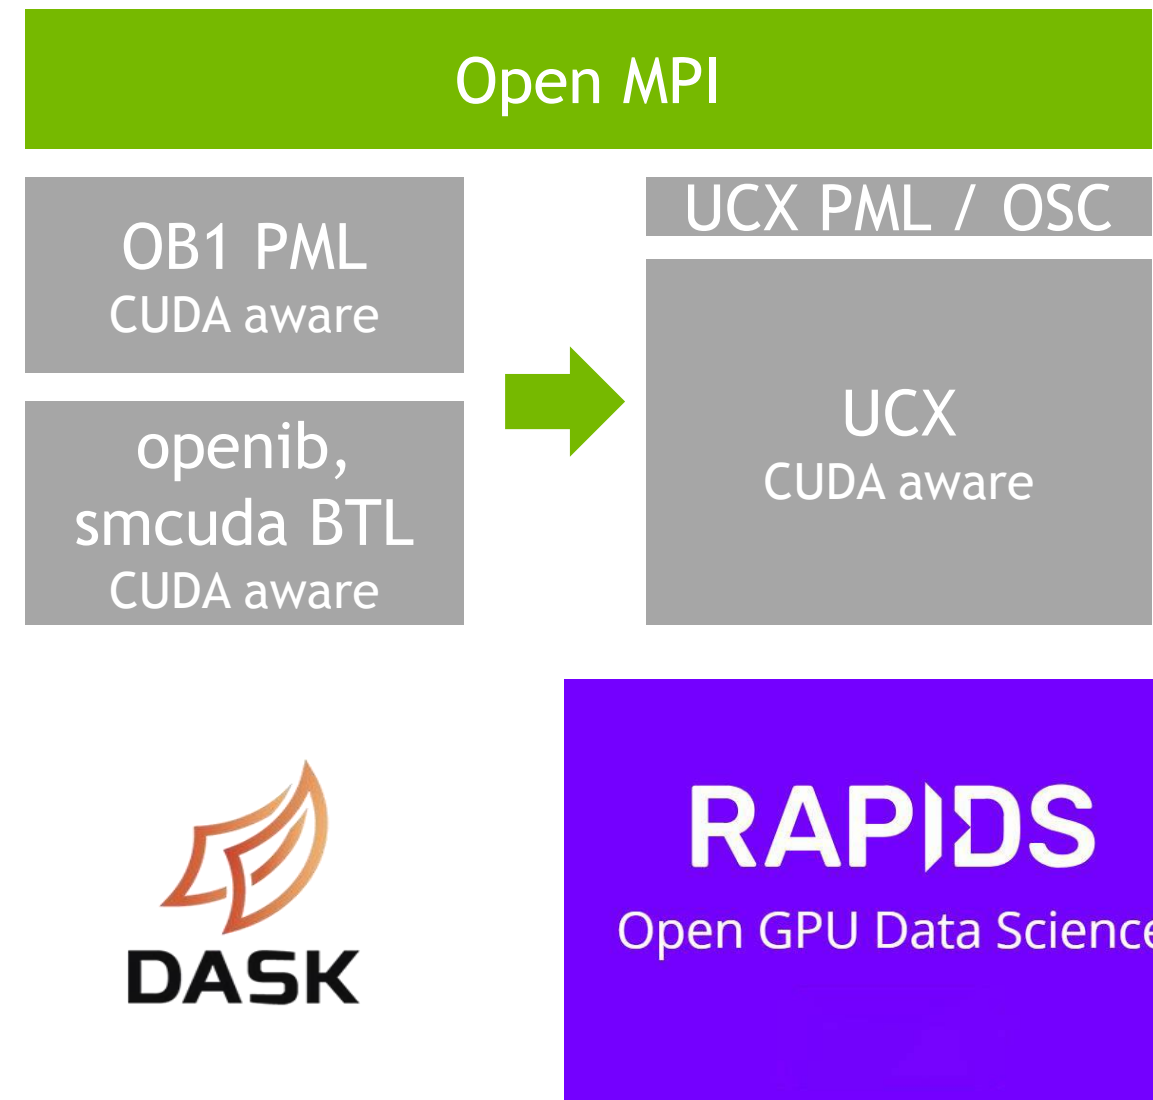 Open MPI
OB1 PML
CUDA aware
openib,
smcuda BTL
CUDA aware
UCX PML / OSC
UCX
CUDA aware
DASK
RAPIDS
Open GPU Data Science